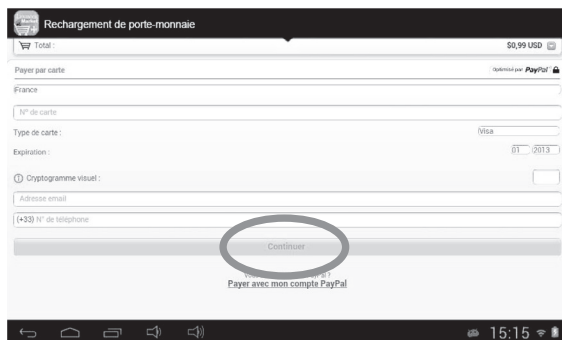 Rechargement de porte-monnaie
Total :
$0,99 USD
Payer par carte
Optimisé par PayPal
France
N° de carte
Type de carte :
Visa
Expiration :
01 2013
Cryptogramme visuel :
Adresse email
(+33) N° de téléphone
Continuer
Payer avec mon compte PayPal
15:15